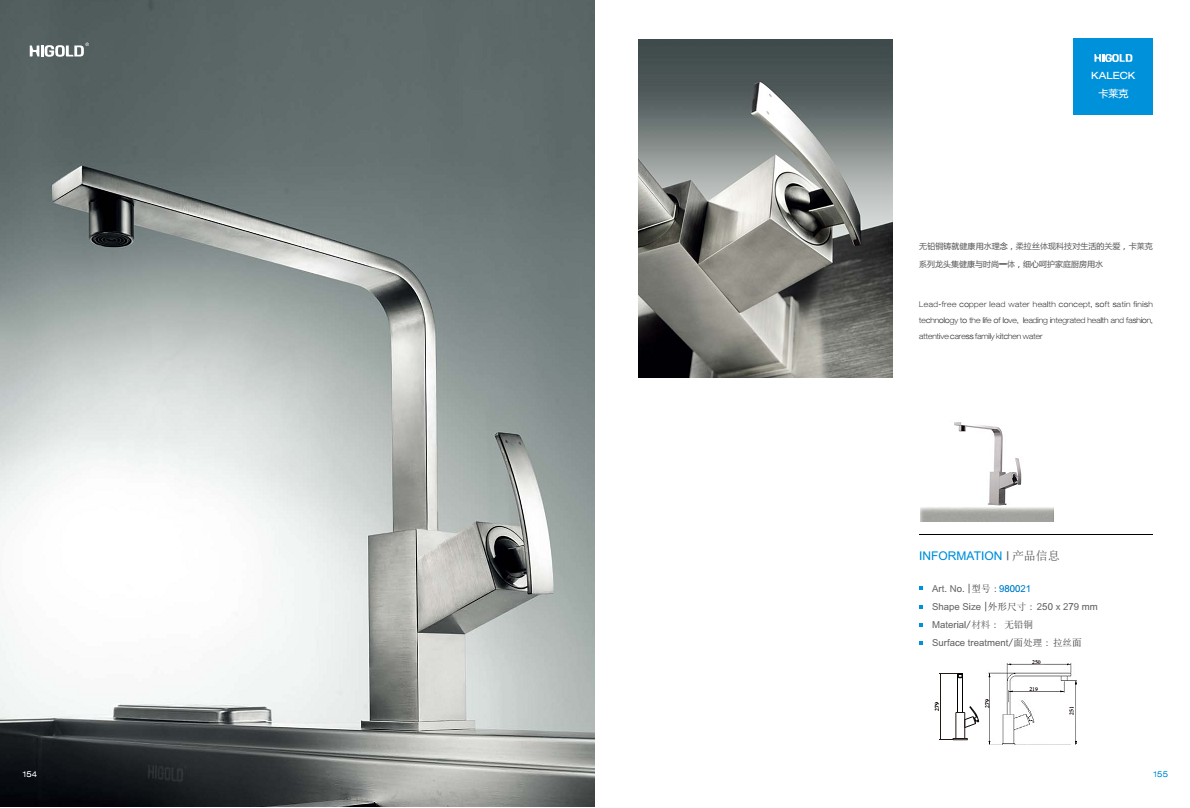 HIGOLD®
HIGOLD
154
HIGOLD
KALECK
卡莱克
无铅铜铸就健康用水理念，柔拉丝体现科技对生活的关爱，卡莱克
系列龙头集健康与时尚一体，细心呵护家庭厨房用水
Lead-free copper lead water health concept, soft satin finish
technology to the life of love, leading integrated health and fashion,
attentive caress family kitchen water
INFORMATION | 产品信息
Art. No. |型号 : 980021
Shape Size |外形尺寸 : 250 x 279 mm
Material/材料 : 无铅铜
Surface treatment/面处理 : 拉丝面
250
219
279
279
251
155